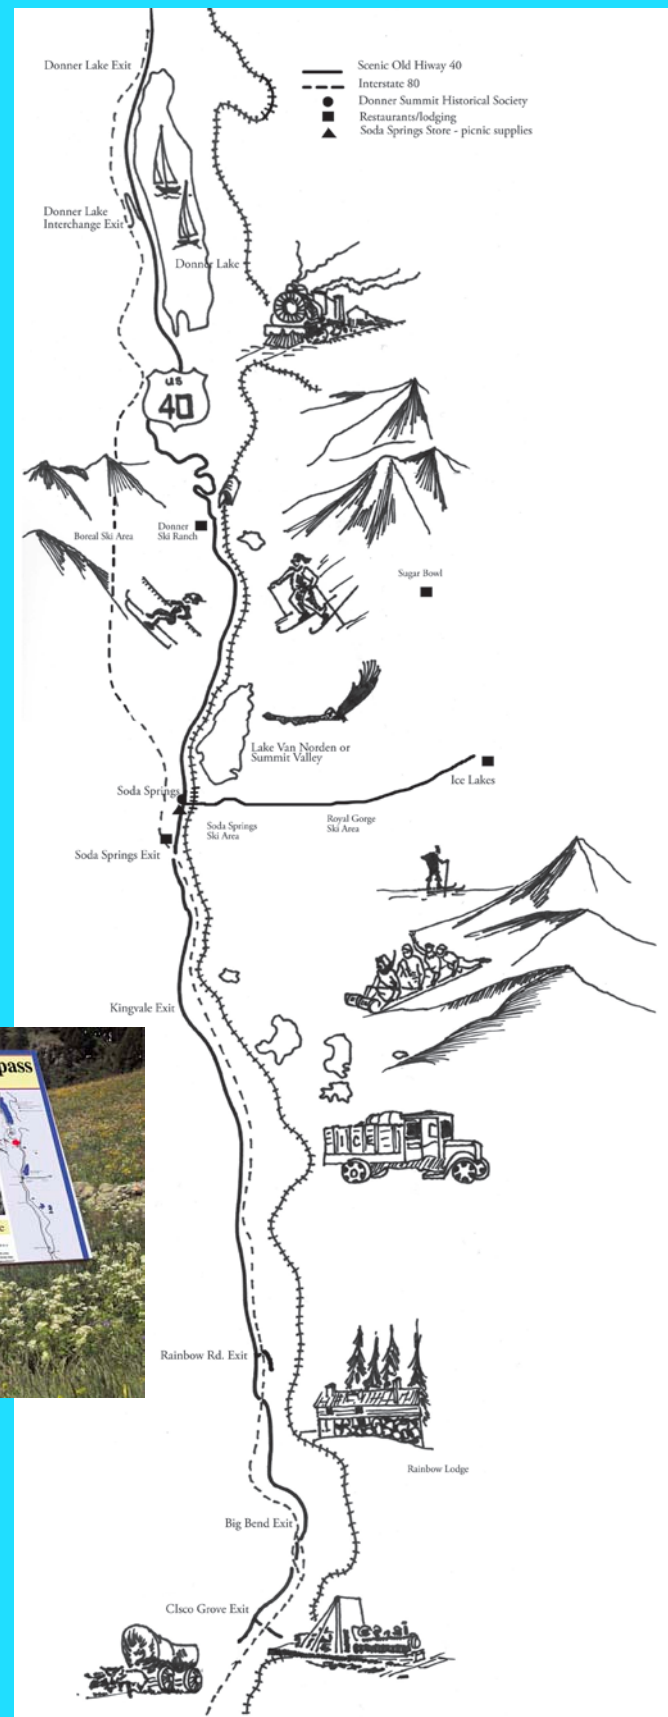 Donner Lake Exit
Scenic Old Hiway 40
Interstate 80
Donner Summit Historical Society
Restaurants/lodging
Soda Springs Store - picnic supplies
Donner Lake
Interchange Exit
Donner Lake
us
40
Boreal Ski Area
Donner
Ski Ranch
Sugar Bowl
Lake Van Norden or
Summit Valley
Ice Lakes
Soda Springs
Soda Springs
Ski Area
Royal Gorge
Ski Area
Soda Springs Exit
Kingvale Exit
pass
ICE
Rainbow Rd. Exit
Rainbow Lodge
Big Bend Exit
CIsco Grove Exit